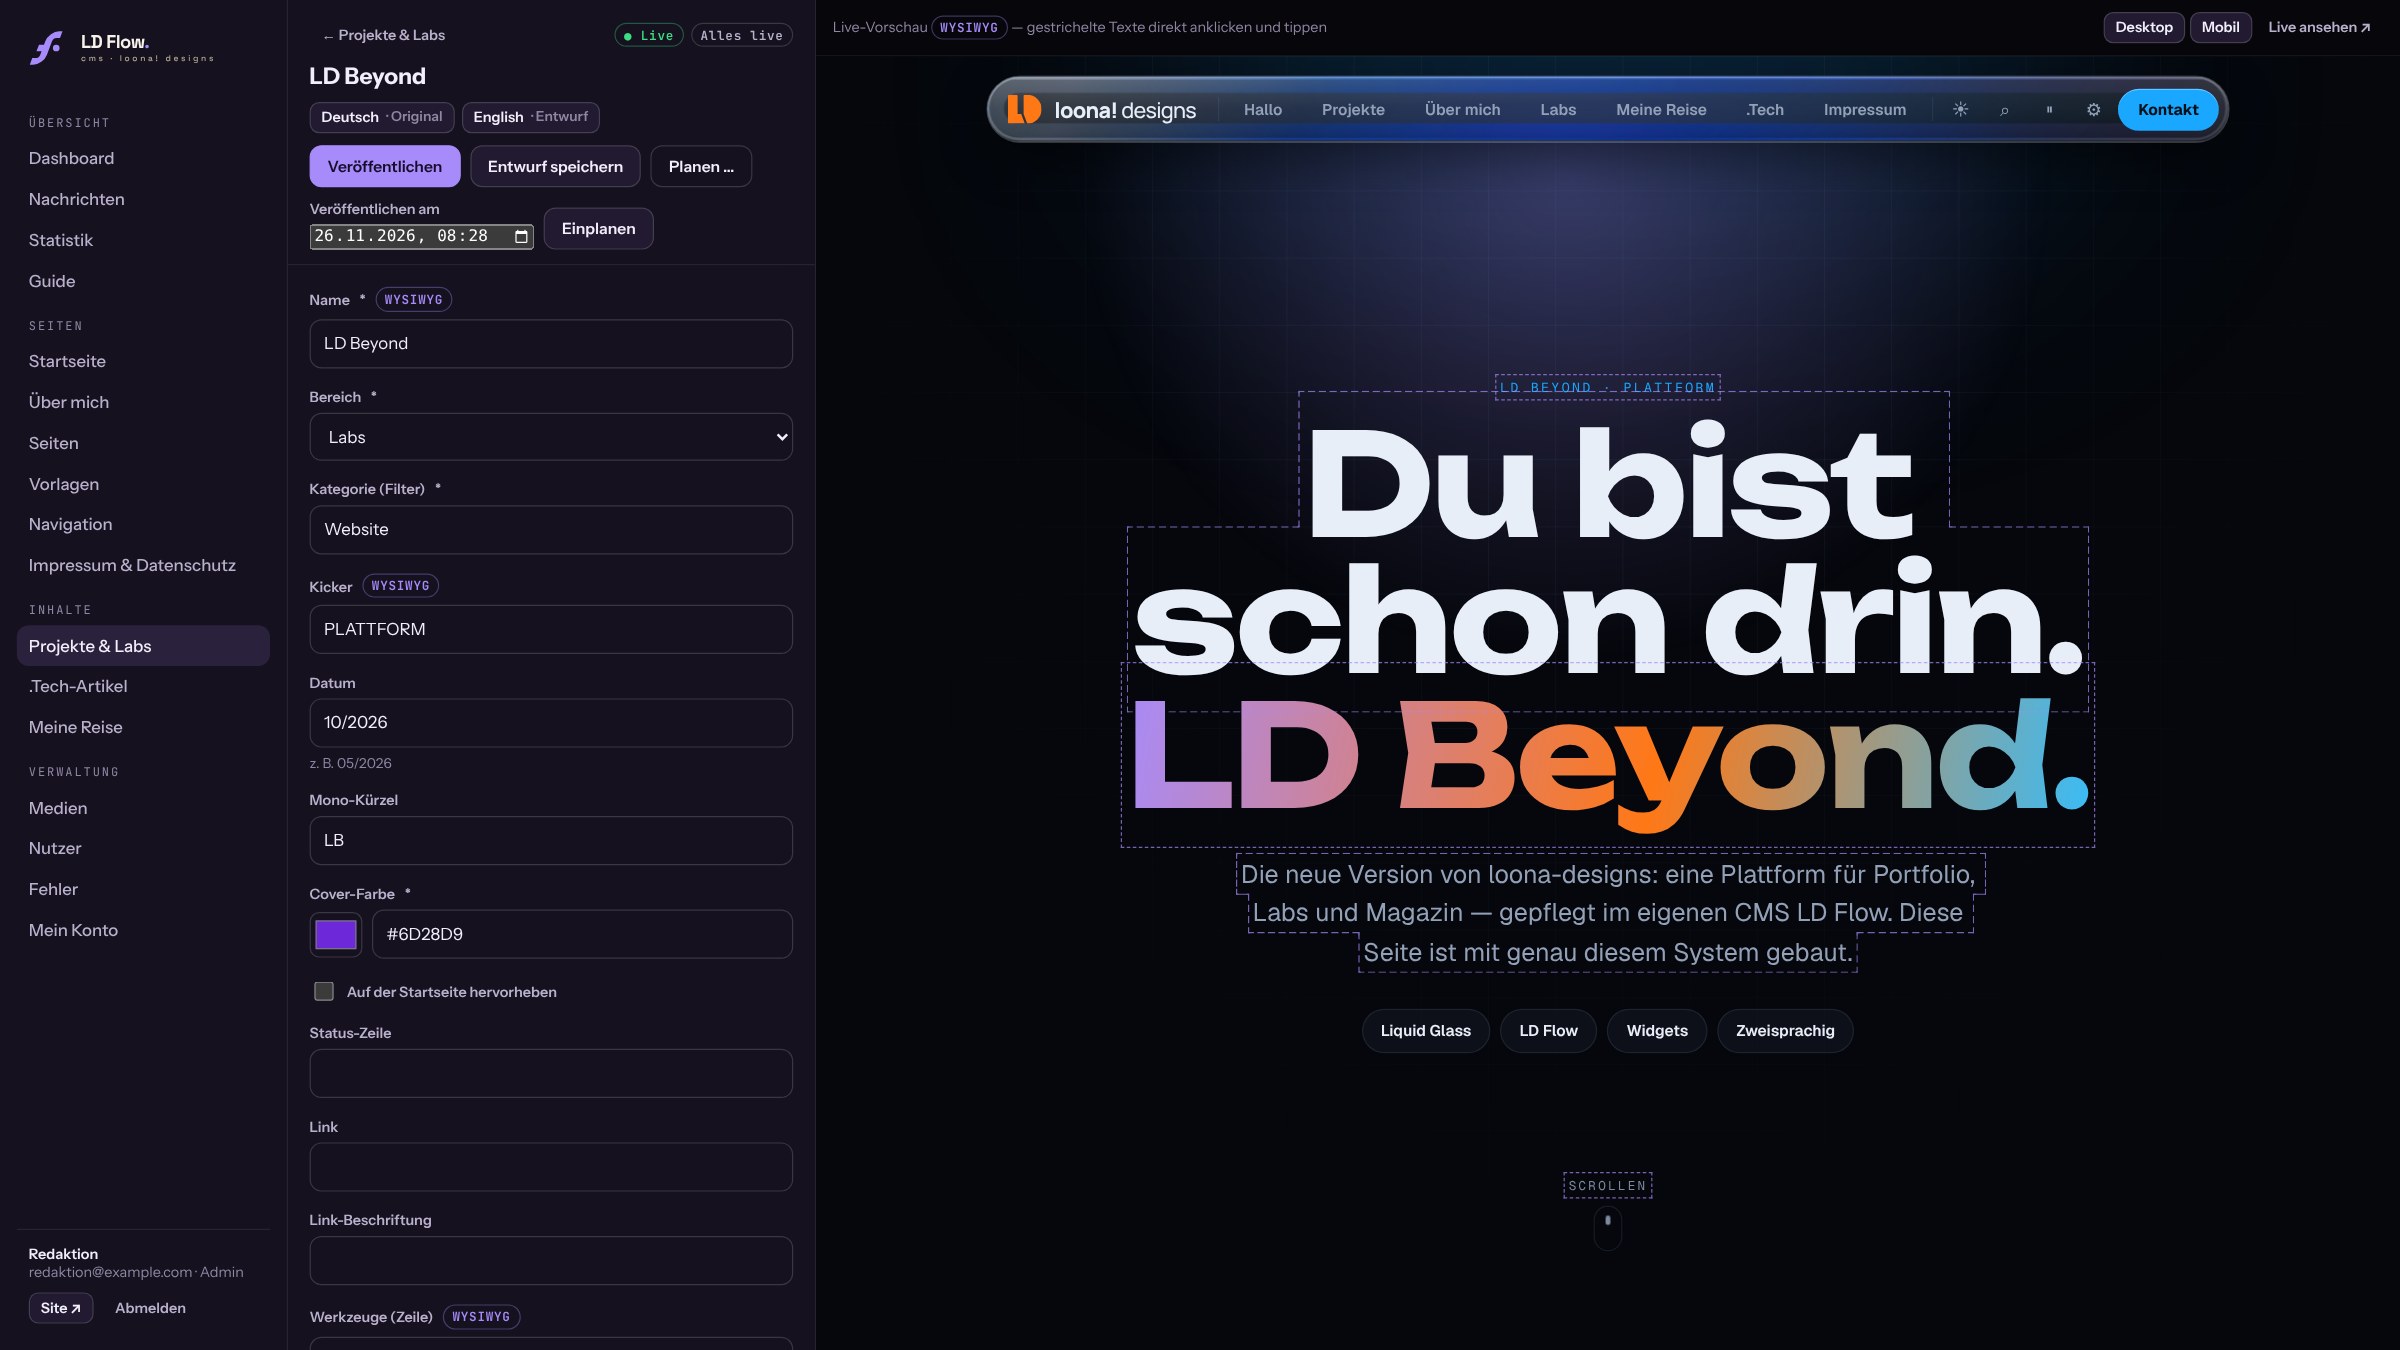 LD Flow.
cms · loona! designs
ÜBERSICHT
Dashboard
Nachrichten
Statistik
Guide
SEITEN
Startseite
Über mich
Seiten
Vorlagen
Navigation
Impressum & Datenschutz
INHALTE
Projekte & Labs
.Tech-Artikel
Meine Reise
VERWALTUNG
Medien
Nutzer
Fehler
Mein Konto
Redaktion
redaktion@example.com · Admin
Site ↗ Abmelden
← Projekte & Labs ● Live Alles live
LD Beyond
Deutsch · Original English · Entwurf
Veröffentlichen Entwurf speichern Planen ...
Veröffentlichen am
26.11.2026, 08:28 Einplanen
Name * WYSIWYG
LD Beyond
Bereich *
Labs
Kategorie (Filter) *
Website
Kicker WYSIWYG
PLATTFORM
Datum
10/2026
z. B. 05/2026
Mono-Kürzel
LB
Cover-Farbe *
#6D28D9
Auf der Startseite hervorheben
Status-Zeile
Link
Link-Beschriftung
Werkzeuge (Zeile) WYSIWYG
Live-Vorschau WYSIWYG — gestrichelte Texte direkt anklicken und tippen Desktop Mobil Live ansehen ↗
LD loona! designs Hallo Projekte Über mich Labs Meine Reise .Tech Impressum Kontakt
LD BEYOND · PLATTFORM
Du bist
schon drin.
LD Beyond.
Die neue Version von loona-designs: eine Plattform für Portfolio,
Labs und Magazin — gepflegt im eigenen CMS LD Flow. Diese
Seite ist mit genau diesem System gebaut.
Liquid Glass LD Flow Widgets Zweisprachig
SCROLLEN